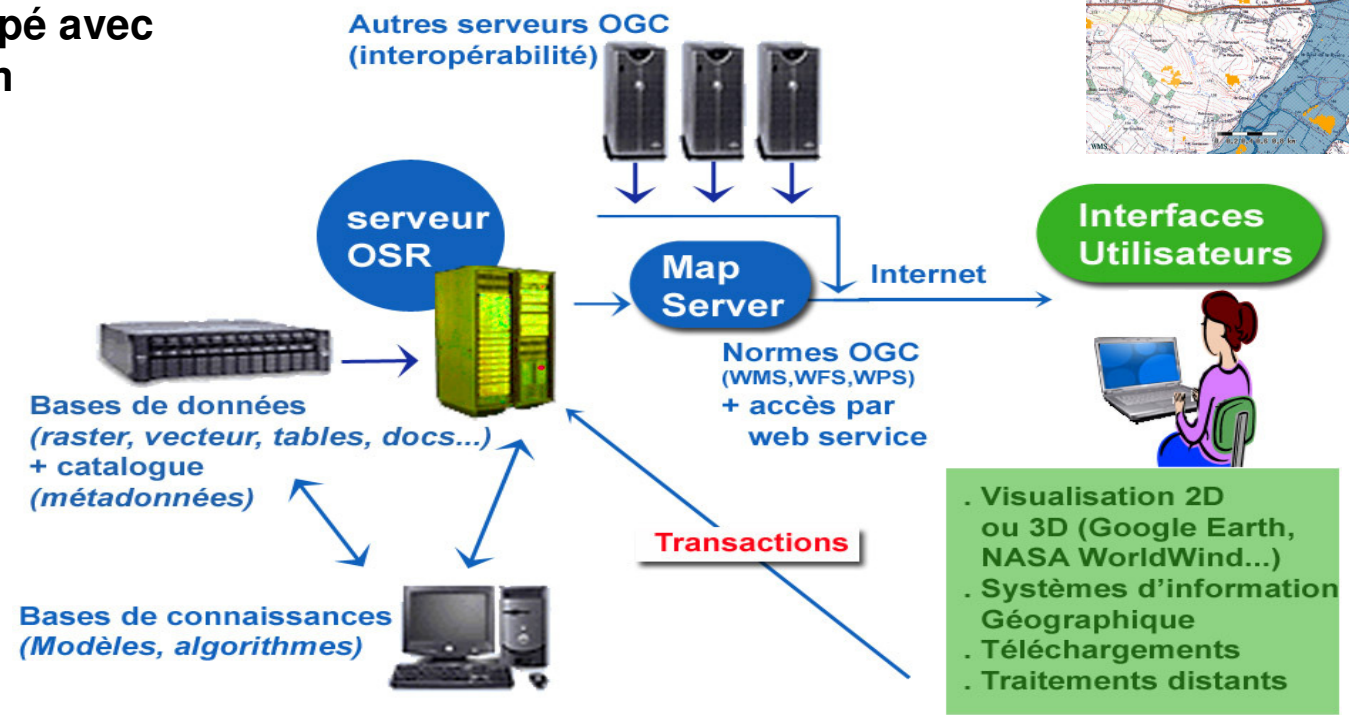 pé avec
n
Autres serveurs OGC
(interopérabilité)
WMS
serveur
OSR
Map
Server
Internet
Interfaces
Utilisateurs
Normes OGC
(WMS,WFS,WPS)
+ accès par
web service
Bases de données
(raster, vecteur, tables, docs...)
+ catalogue
(métadonnées)
Transactions
Bases de connaissances
(Modèles, algorithmes)
. Visualisation 2D
ou 3D (Google Earth,
NASA WorldWind...)
. Systèmes d'information
Géographique
. Téléchargements
. Traitements distants